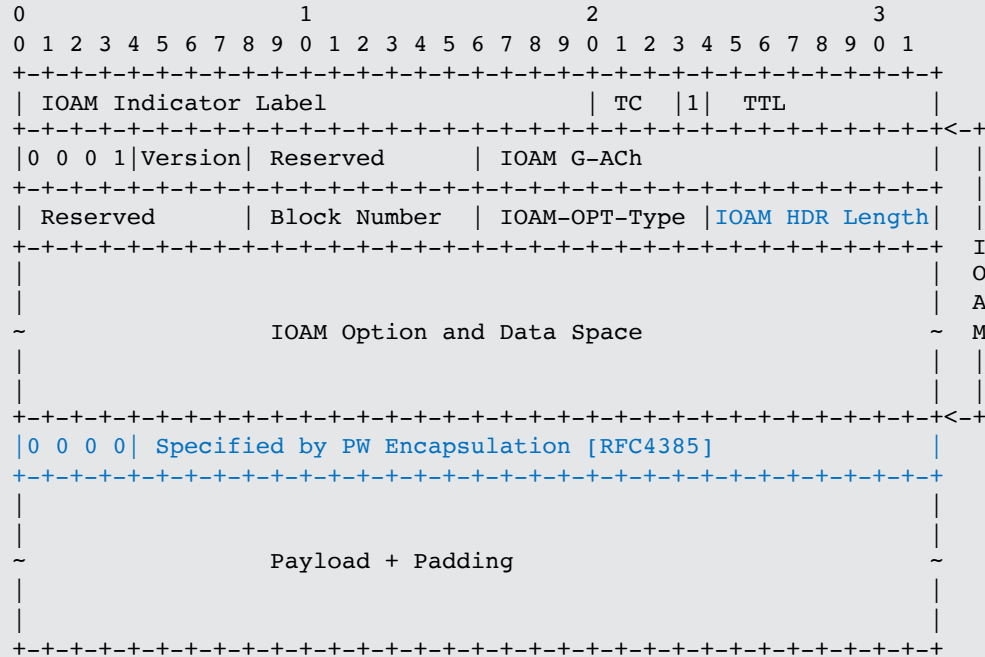 0                   1                   2                   3
0 1 2 3 4 5 6 7 8 9 0 1 2 3 4 5 6 7 8 9 0 1 2 3 4 5 6 7 8 9 0 1
+-+-+-+-+-+-+-+-+-+-+-+-+-+-+-+-+-+-+-+-+-+-+-+-+-+-+-+-+-+-+-+-+
| IOAM Indicator Label                  | TC  |1|  TTL          |
+-+-+-+-+-+-+-+-+-+-+-+-+-+-+-+-+-+-+-+-+-+-+-+-+-+-+-+-+-+-+-+-+<-+
|0 0 0 1|Version| Reserved      | IOAM G-ACh                    |  |
+-+-+-+-+-+-+-+-+-+-+-+-+-+-+-+-+-+-+-+-+-+-+-+-+-+-+-+-+-+-+-+-+  |
| Reserved      | Block Number  | IOAM-OPT-Type |IOAM HDR Length|  |
+-+-+-+-+-+-+-+-+-+-+-+-+-+-+-+-+-+-+-+-+-+-+-+-+-+-+-+-+-+-+-+-+  I
|                                                               |  O
|                                                               |  A
~                 IOAM Option and Data Space                    ~  M
|                                                               |  |
|                                                               |  |
+-+-+-+-+-+-+-+-+-+-+-+-+-+-+-+-+-+-+-+-+-+-+-+-+-+-+-+-+-+-+-+-+<-+
|0 0 0 0| Specified by PW Encapsulation [RFC4385]               |
+-+-+-+-+-+-+-+-+-+-+-+-+-+-+-+-+-+-+-+-+-+-+-+-+-+-+-+-+-+-+-+-+
|                                                               |
|                                                               |
~                 Payload + Padding                             ~
|                                                               |
|                                                               |
+-+-+-+-+-+-+-+-+-+-+-+-+-+-+-+-+-+-+-+-+-+-+-+-+-+-+-+-+-+-+-+-+